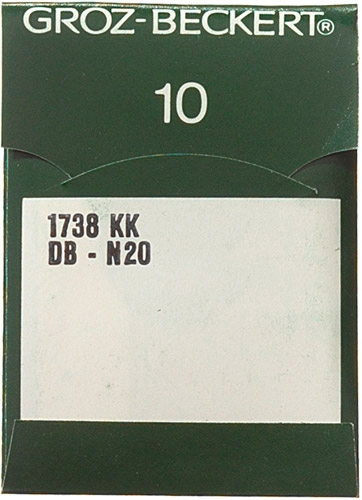 GROZ-BECKERT®
10
1738 KK
DB - N20